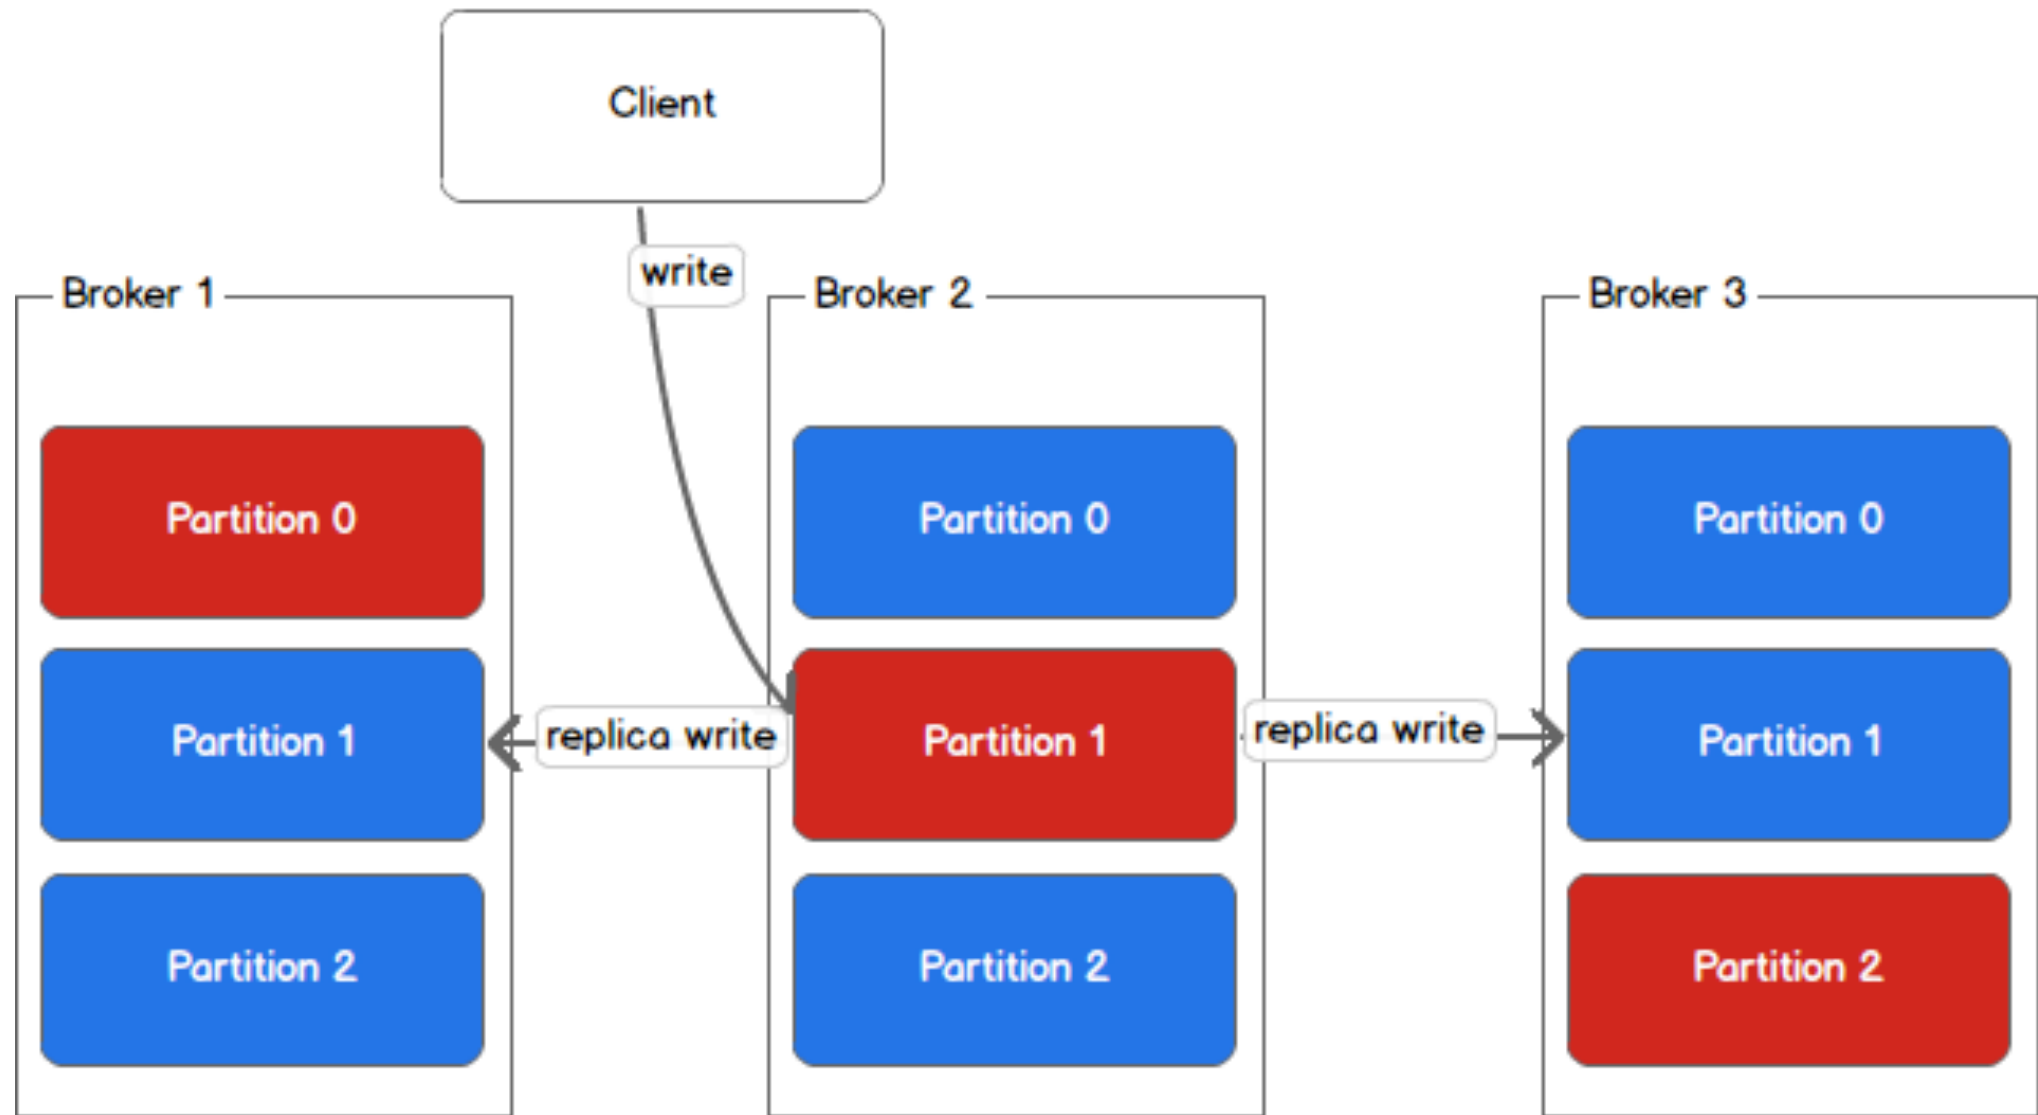 Client
write
Broker 1
Broker 2
Broker 3
Partition 0
Partition 0
Partition 0
Partition 1
replica write
Partition 1
replica write
Partition 1
Partition 2
Partition 2
Partition 2